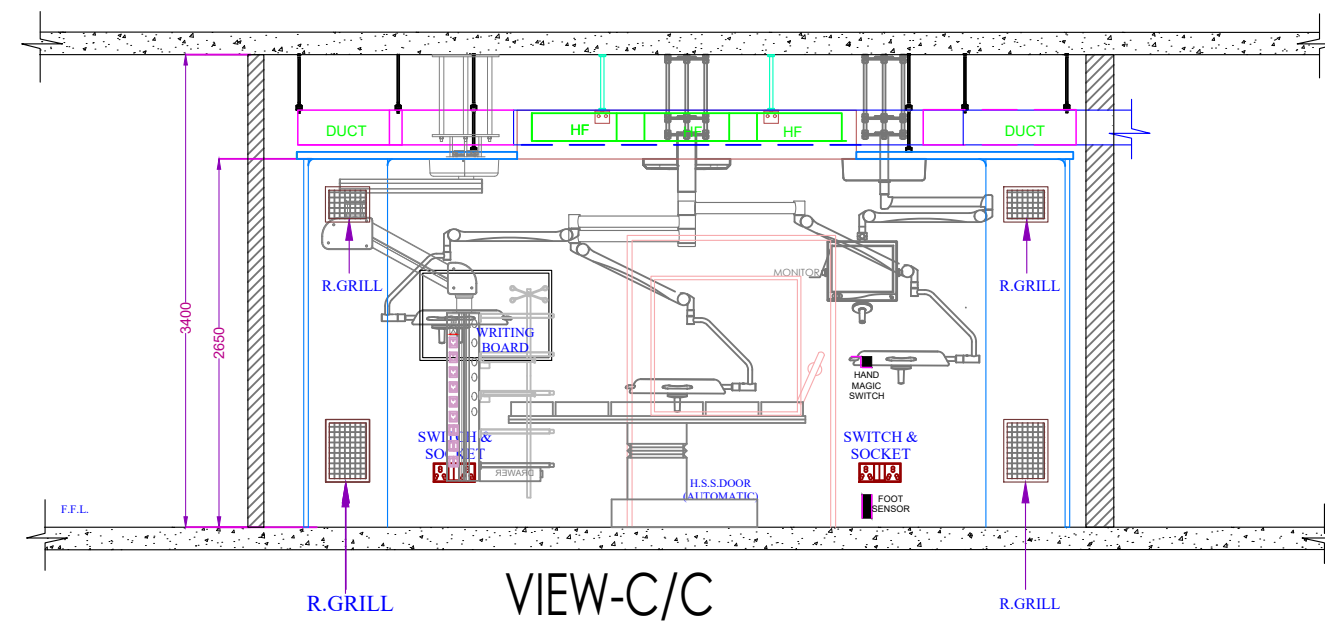 DUCT
HF
HF
HF
DUCT
R.GRILL
R.GRILL
MONITOR
3400
2650
WRITING
BOARD
HAND
MAGIC
SWITCH
SWITCH &
SOCKET
SWITCH &
SOCKET
DRAWER
H.S.S.DOOR
(AUTOMATIC)
FOOT
SENSOR
F.F.L.
R.GRILL
VIEW-C/C
R.GRILL